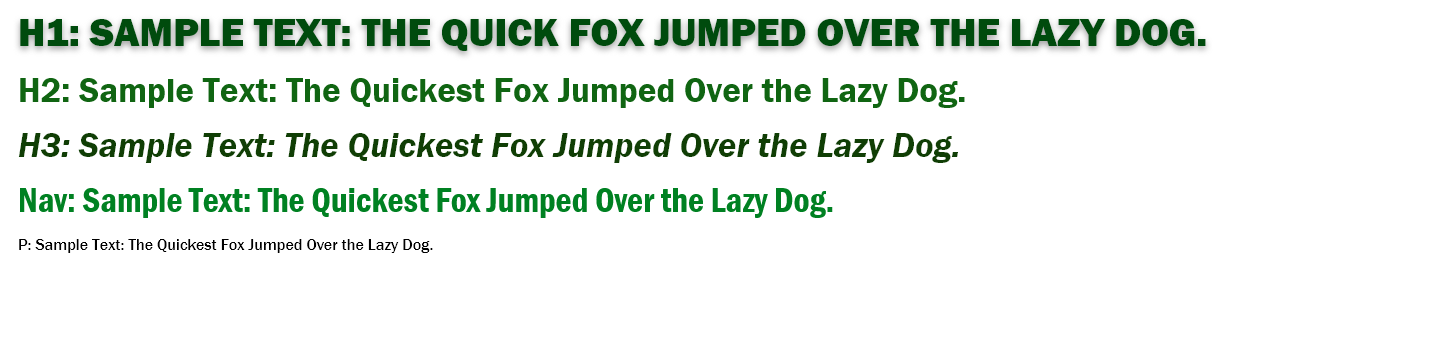 H1: SAMPLE TEXT: THE QUICK FOX JUMPED OVER THE LAZY DOG.
H2: Sample Text: The Quickest Fox Jumped Over the Lazy Dog.
H3: Sample Text: The Quickest Fox Jumped Over the Lazy Dog.
Nav: Sample Text: The Quickest Fox Jumped Over the Lazy Dog.
P: Sample Text: The Quickest Fox Jumped Over the Lazy Dog.